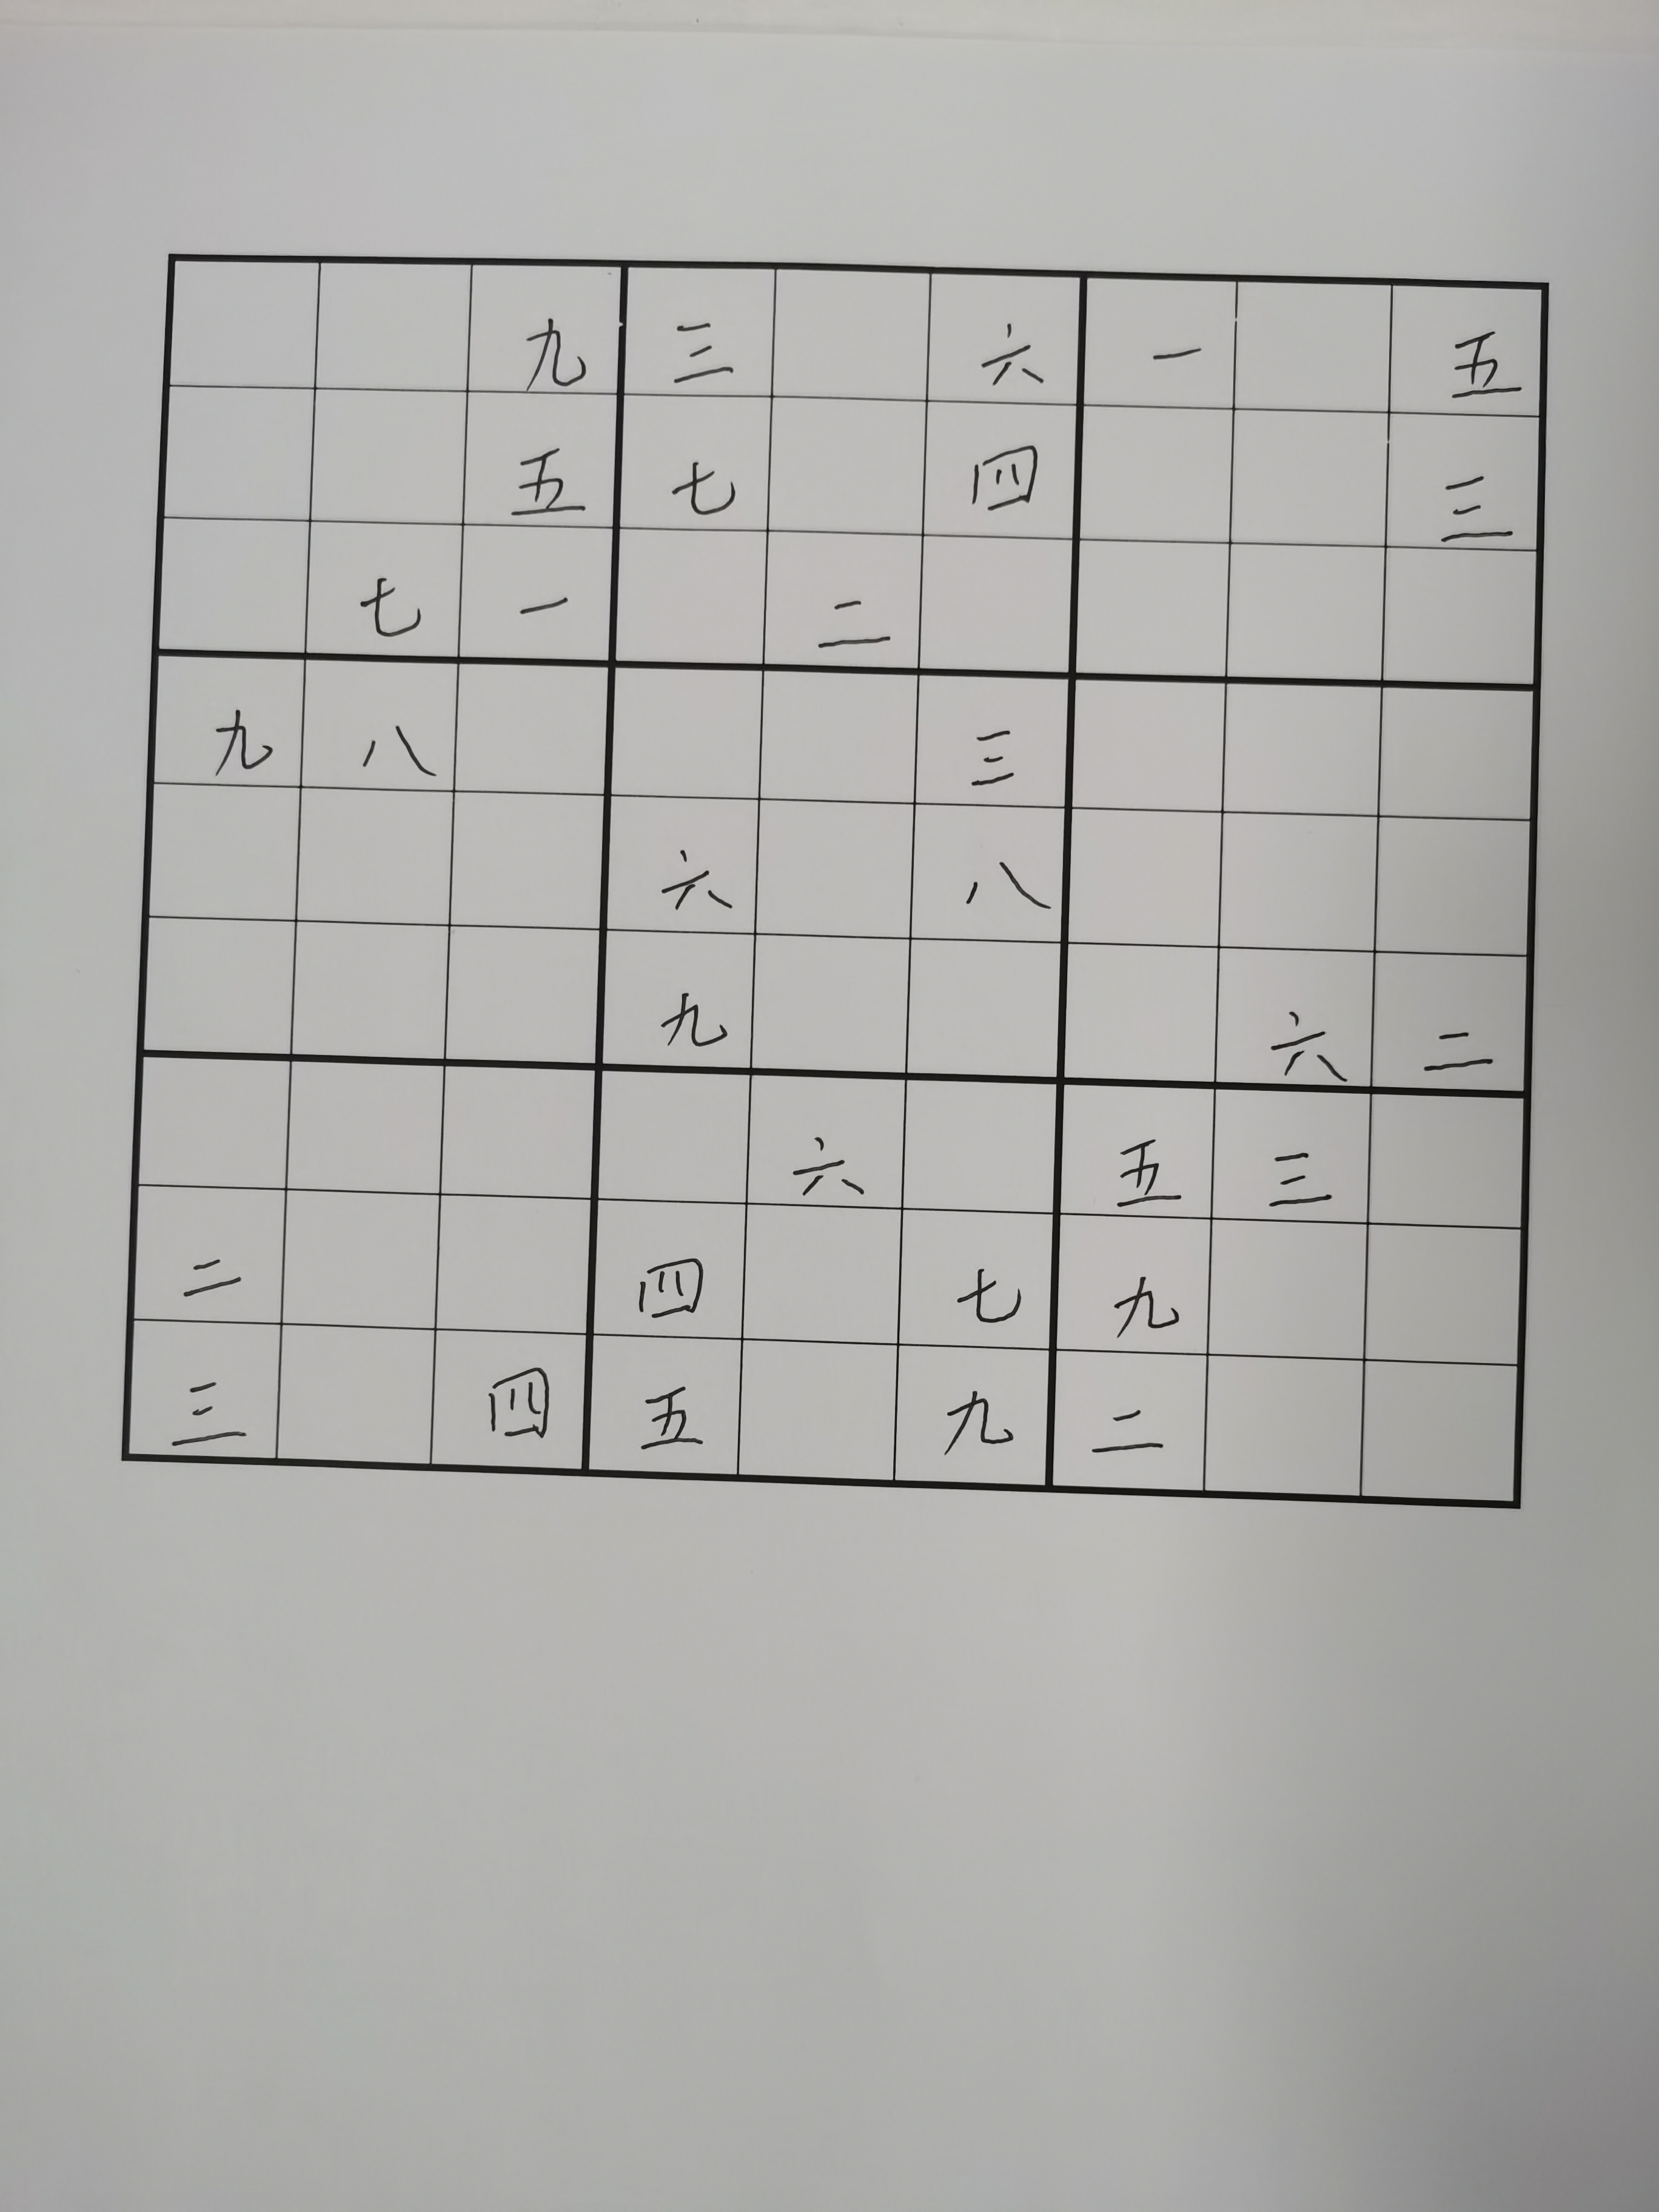 九 三 六 一 五
五 七 四 三
七 一 二
九 八 三
六 八
九 六 二
六 五 三
二 四 七 九
三 四 五 九 二